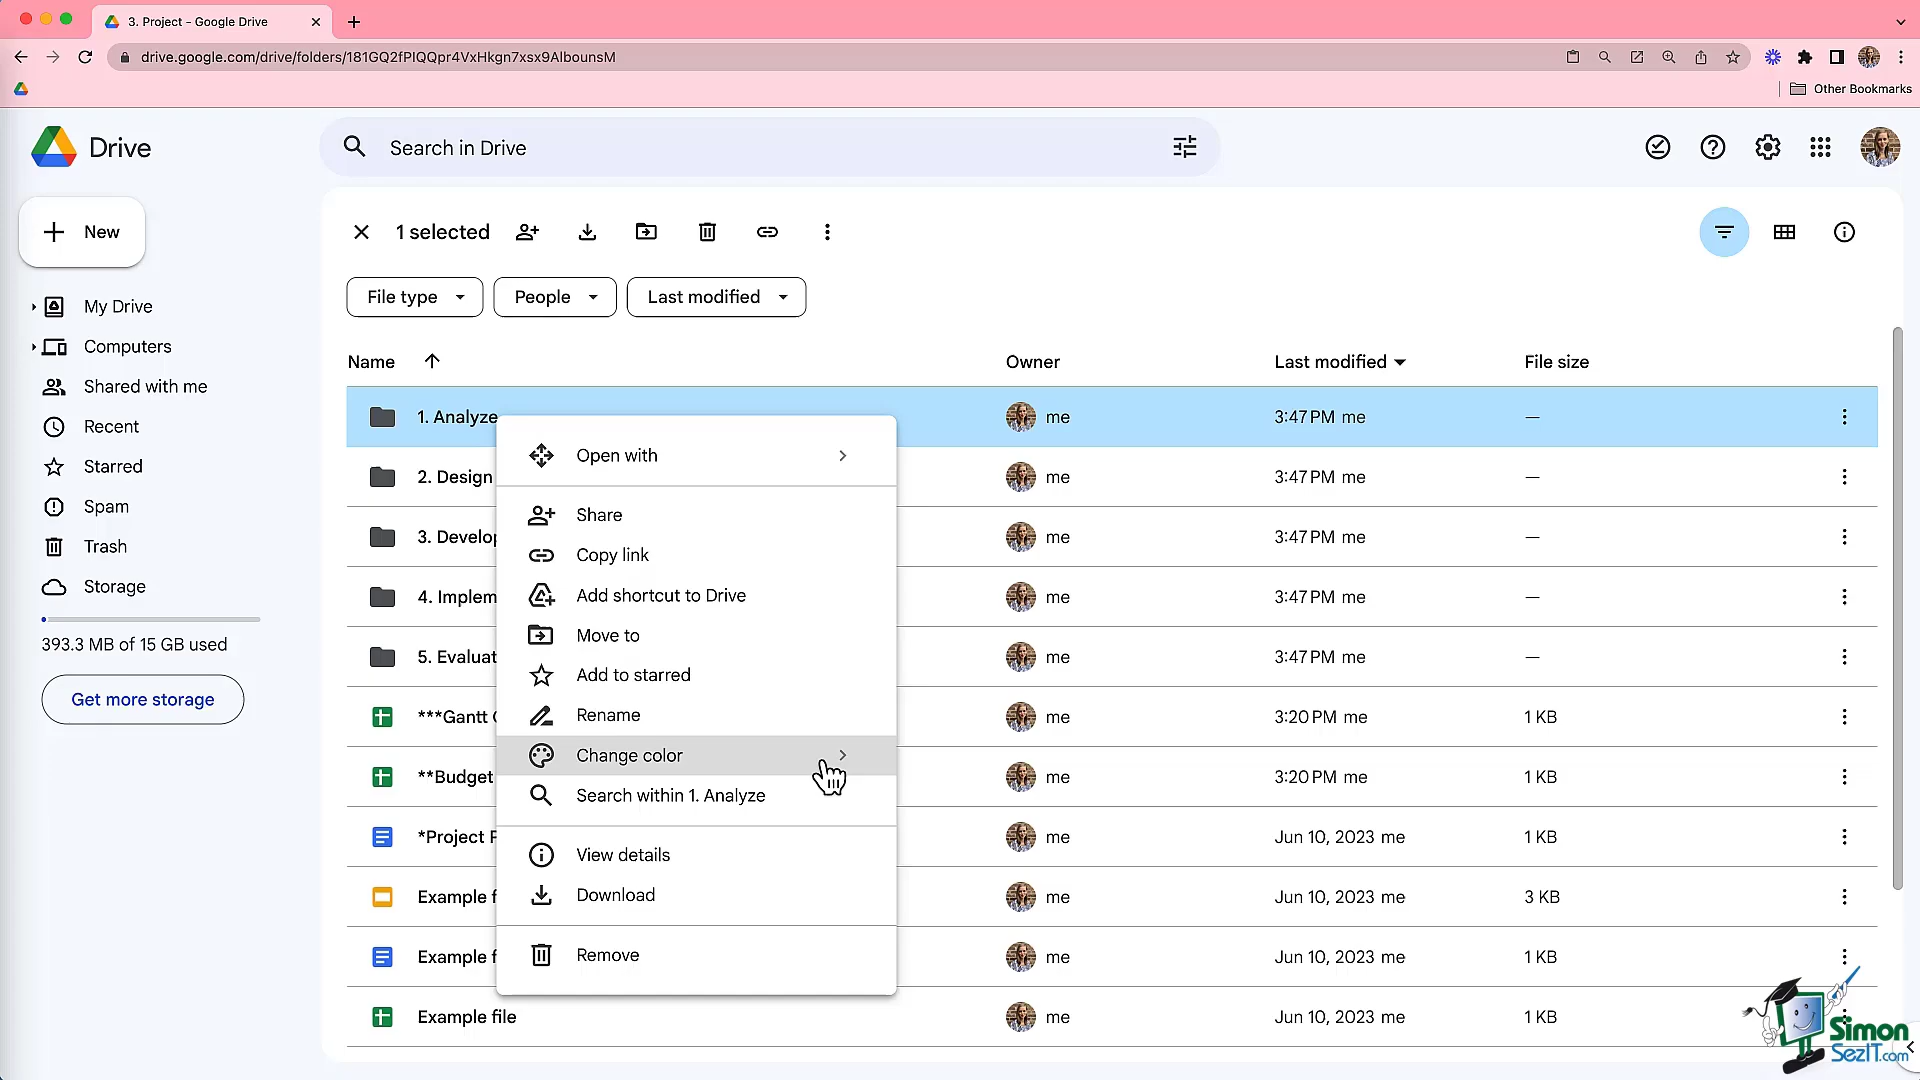 3. Project - Google Drive
drive.google.com/drive/folders/181GQ2fPIQQpr4VxHkgn7xsx9AlbounsM
Other Bookmarks
Drive
Search in Drive
New
1 selected
My Drive
Computers
Shared with me
Recent
Starred
Spam
Trash
Storage
393.3 MB of 15 GB used
Get more storage
File type
People
Last modified
Name Owner Last modified File size
1. Analyze me 3:47 PM me —
2. Design me 3:47 PM me —
3. Develop me 3:47 PM me —
4. Implem me 3:47 PM me —
5. Evaluat me 3:47 PM me —
***Gantt me 3:20 PM me 1 KB
**Budget me 3:20 PM me 1 KB
*Project P me Jun 10, 2023 me 1 KB
Example f me Jun 10, 2023 me 3 KB
Example f me Jun 10, 2023 me 1 KB
Example file me Jun 10, 2023 me 1 KB
Open with
Share
Copy link
Add shortcut to Drive
Move to
Add to starred
Rename
Change color
Search within 1. Analyze
View details
Download
Remove
Simon
SezIT.com